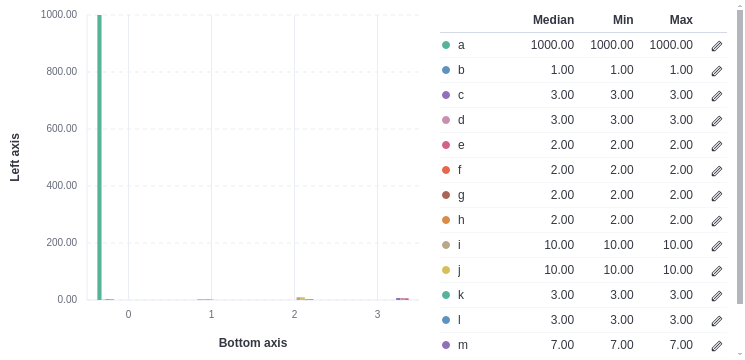 1000.00
800.00
600.00
400.00
200.00
0.00
Left axis
0 1 2 3
Bottom axis
Median Min Max
a 1000.00 1000.00 1000.00
b 1.00 1.00 1.00
c 3.00 3.00 3.00
d 3.00 3.00 3.00
e 2.00 2.00 2.00
f 2.00 2.00 2.00
g 2.00 2.00 2.00
h 2.00 2.00 2.00
i 10.00 10.00 10.00
j 10.00 10.00 10.00
k 3.00 3.00 3.00
l 3.00 3.00 3.00
m 7.00 7.00 7.00